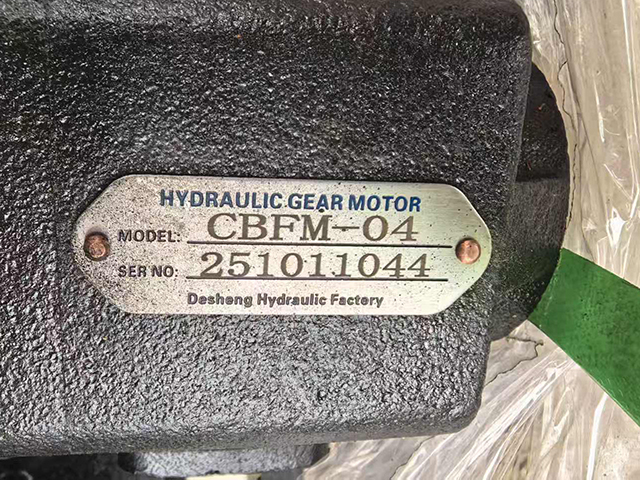 HYDRAULIC GEAR MOTOR
MODEL: CBFM-04
SER NO: 251011044
Desheng Hydraulic Factory